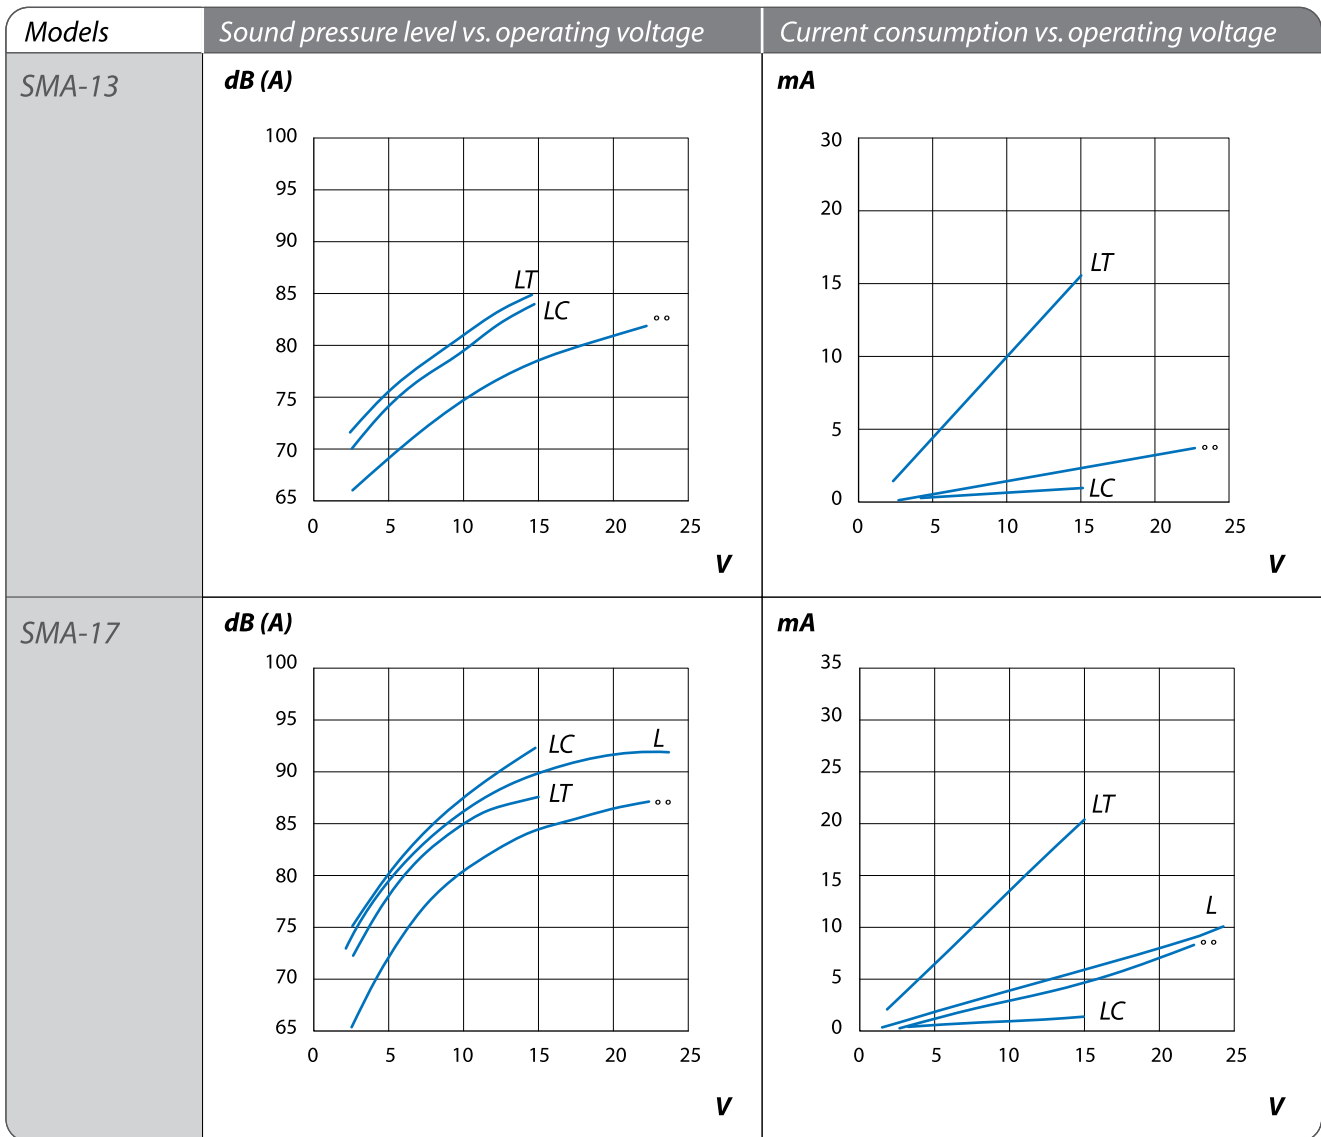 Models Sound pressure level vs. operating voltage Current consumption vs. operating voltage
SMA-13
dB (A)
100
95
90
85
80
75
70
65
0 5 10 15 20 25
V
LT
LC
°°
mA
30
20
15
10
5
0
0 5 10 15 20 25
V
LT
°°
LC
SMA-17
dB (A)
100
95
90
85
80
75
70
65
0 5 10 15 20 25
V
LC
L
LT
°°
mA
35
30
25
20
15
10
5
0
0 5 10 15 20 25
V
LT
L
°°
LC